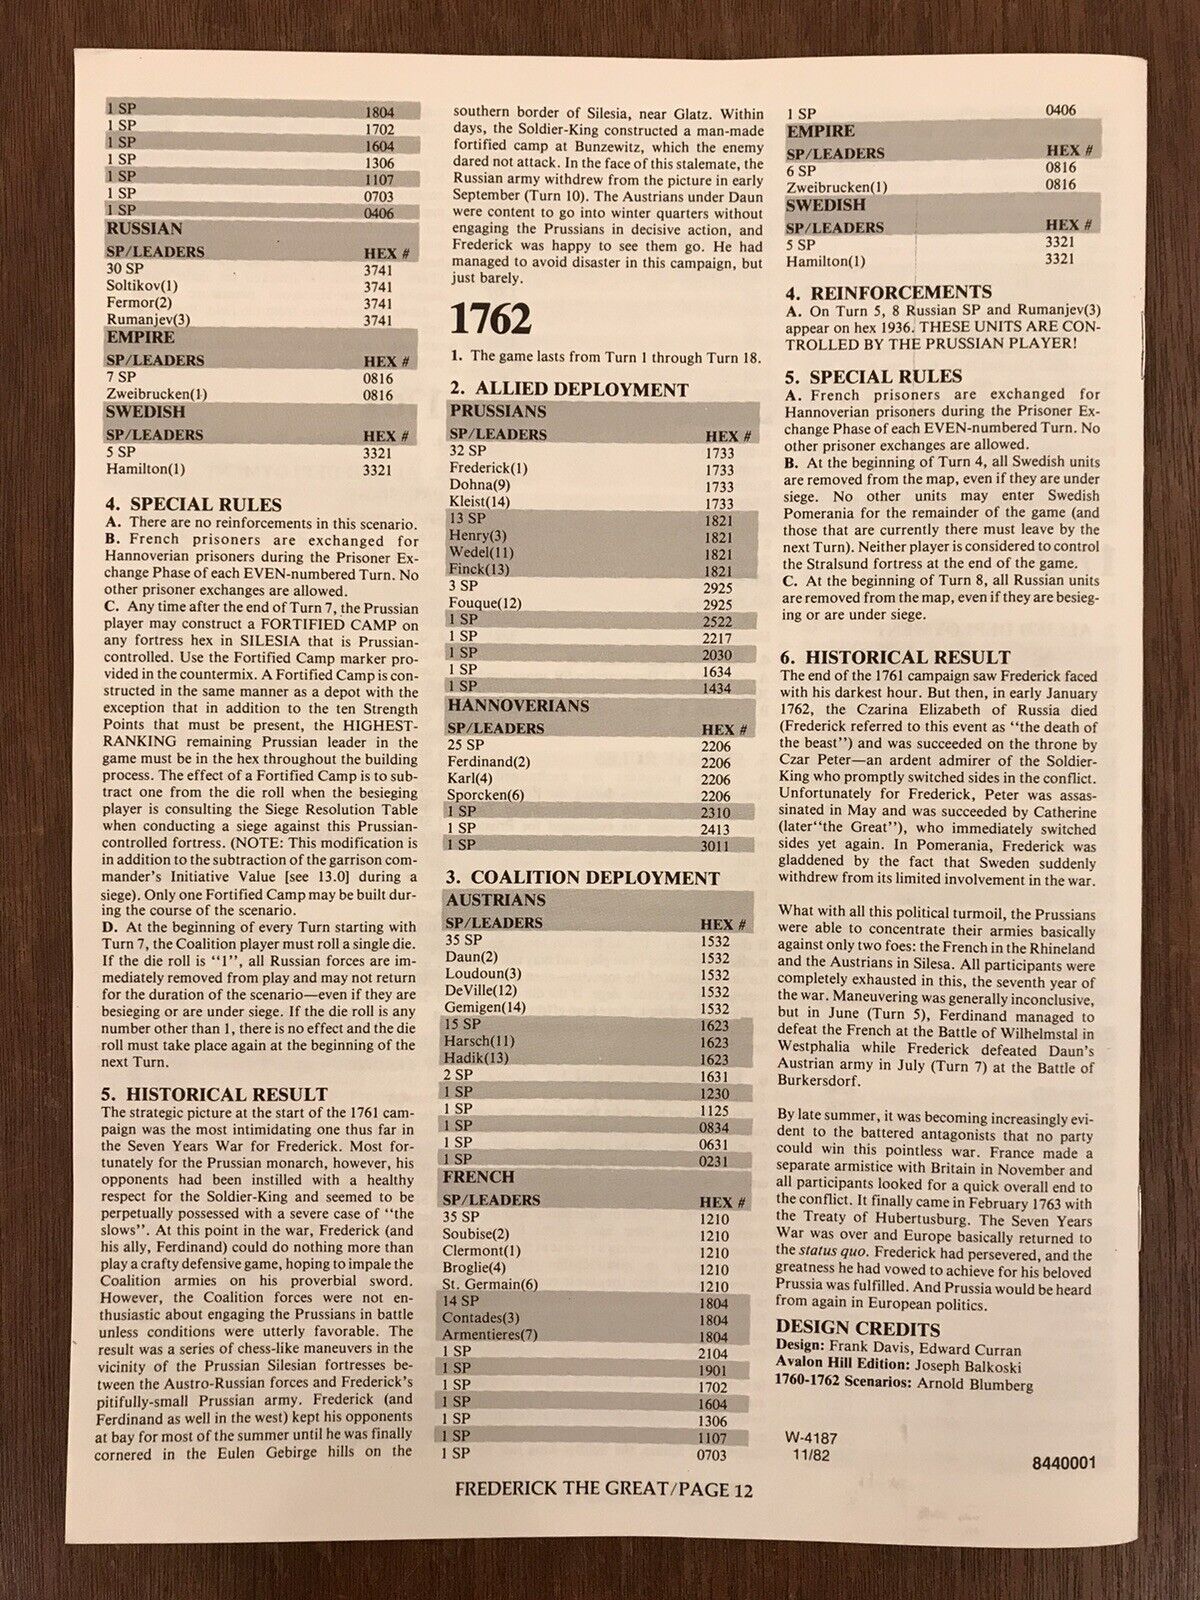 1 SP 1804
1 SP 1702
1 SP 1604
1 SP 1306
1 SP 1107
1 SP 0703
1 SP 0406
RUSSIAN
SP/LEADERS HEX #
30 SP 3741
Soltikov(1) 3741
Fermor(2) 3741
Rumanjev(3) 3741
EMPIRE
SP/LEADERS HEX #
7 SP 0816
Zweibrucken(1) 0816
SWEDISH
SP/LEADERS HEX #
5 SP 3321
Hamilton(1) 3321
4. SPECIAL RULES
A. There are no reinforcements in this scenario.
B. French prisoners are exchanged for
Hannoverian prisoners during the Prisoner Ex-
change Phase of each EVEN-numbered Turn. No
other prisoner exchanges are allowed.
C. Any time after the end of Turn 7, the Prussian
player may construct a FORTIFIED CAMP on
any fortress hex in SILESIA that is Prussian-
controlled. Use the Fortified Camp marker pro-
vided in the countermix. A Fortified Camp is con-
structed in the same manner as a depot with the
exception that in addition to the ten Strength
Points that must be present, the HIGHEST-
RANKING remaining Prussian leader in the
game must be in the hex throughout the building
process. The effect of a Fortified Camp is to sub-
tract one from the die roll when the besieging
player is consulting the Siege Resolution Table
when conducting a siege against this Prussian-
controlled fortress. (NOTE: This modification is
in addition to the subtraction of the garrison com-
mander's Initiative Value [see 13.0] during a
siege). Only one Fortified Camp may be built dur-
ing the course of the scenario.
D. At the beginning of every Turn starting with
Turn 7, the Coalition player must roll a single die.
If the die roll is "1", all Russian forces are im-
mediately removed from play and may not return
for the duration of the scenario—even if they are
besieging or are under siege. If the die roll is any
number other than 1, there is no effect and the die
roll must take place again at the beginning of the
next Turn.
5. HISTORICAL RESULT
The strategic picture at the start of the 1761 cam-
paign was the most intimidating one thus far in
the Seven Years War for Frederick. Most for-
tunately for the Prussian monarch, however, his
opponents had been instilled with a healthy
respect for the Soldier-King and seemed to be
perpetually possessed with a severe case of "the
slows". At this point in the war, Frederick (and
his ally, Ferdinand) could do nothing more than
play a crafty defensive game, hoping to impale the
Coalition armies on his proverbial sword.
However, the Coalition forces were not en-
thusiastic about engaging the Prussians in battle
unless conditions were utterly favorable. The
result was a series of chess-like maneuvers in the
vicinity of the Prussian Silesian fortresses be-
tween the Austro-Russian forces and Frederick's
pitifully-small Prussian army. Frederick (and
Ferdinand as well in the west) kept his opponents
at bay for most of the summer until he was finally
cornered in the Eulen Gebirge hills on the
southern border of Silesia, near Glatz. Within
days, the Soldier-King constructed a man-made
fortified camp at Bunzewitz, which the enemy
dared not attack. In the face of this stalemate, the
Russian army withdrew from the picture in early
September (Turn 10). The Austrians under Daun
were content to go into winter quarters without
engaging the Prussians in decisive action, and
Frederick was happy to see them go. He had
managed to avoid disaster in this campaign, but
just barely.
1762
1. The game lasts from Turn 1 through Turn 18.
2. ALLIED DEPLOYMENT
PRUSSIANS
SP/LEADERS HEX #
32 SP 1733
Frederick(1) 1733
Dohna(9) 1733
Kleist(14) 1733
13 SP 1821
Henry(3) 1821
Wedel(11) 1821
Finck(13) 1821
3 SP 2925
Fouque(12) 2925
1 SP 2522
1 SP 2217
1 SP 2030
1 SP 1634
1 SP 1434
HANNOVERIANS
SP/LEADERS HEX #
25 SP 2206
Ferdinand(2) 2206
Karl(4) 2206
Sporcken(6) 2206
1 SP 2310
1 SP 2413
1 SP 3011
3. COALITION DEPLOYMENT
AUSTRIANS
SP/LEADERS HEX #
35 SP 1532
Daun(2) 1532
Loudoun(3) 1532
DeVille(12) 1532
Gemigen(14) 1532
15 SP 1623
Harsch(11) 1623
Hadik(13) 1623
2 SP 1631
1 SP 1230
1 SP 1125
1 SP 0834
1 SP 0631
1 SP 0231
FRENCH
SP/LEADERS HEX #
35 SP 1210
Soubise(2) 1210
Clermont(1) 1210
Broglie(4) 1210
St. Germain(6) 1210
14 SP 1804
Contades(3) 1804
Armentieres(7) 1804
1 SP 2104
1 SP 1901
1 SP 1702
1 SP 1604
1 SP 1306
1 SP 1107
1 SP 0703
1 SP 0406
EMPIRE
SP/LEADERS HEX #
6 SP 0816
Zweibrucken(1) 0816
SWEDISH
SP/LEADERS HEX #
5 SP 3321
Hamilton(1) 3321
4. REINFORCEMENTS
A. On Turn 5, 8 Russian SP and Rumanjev(3)
appear on hex 1936. THESE UNITS ARE CON-
TROLLED BY THE PRUSSIAN PLAYER!
5. SPECIAL RULES
A. French prisoners are exchanged for
Hannoverian prisoners during the Prisoner Ex-
change Phase of each EVEN-numbered Turn. No
other prisoner exchanges are allowed.
B. At the beginning of Turn 4, all Swedish units
are removed from the map, even if they are under
siege. No other units may enter Swedish
Pomerania for the remainder of the game (and
those that are currently there must leave by the
next Turn). Neither player is considered to control
the Stralsund fortress at the end of the game.
C. At the beginning of Turn 8, all Russian units
are removed from the map, even if they are besieg-
ing or are under siege.
6. HISTORICAL RESULT
The end of the 1761 campaign saw Frederick faced
with his darkest hour. But then, in early January
1762, the Czarina Elizabeth of Russia died
(Frederick referred to this event as "the death of
the beast") and was succeeded on the throne by
Czar Peter—an ardent admirer of the Soldier-
King who promptly switched sides in the conflict.
Unfortunately for Frederick, Peter was assas-
sinated in May and was succeeded by Catherine
(later"the Great"), who immediately switched
sides yet again. In Pomerania, Frederick was
gladdened by the fact that Sweden suddenly
withdrew from its limited involvement in the war.
What with all this political turmoil, the Prussians
were able to concentrate their armies basically
against only two foes: the French in the Rhineland
and the Austrians in Silesa. All participants were
completely exhausted in this, the seventh year of
the war. Maneuvering was generally inconclusive,
but in June (Turn 5), Ferdinand managed to
defeat the French at the Battle of Wilhelmstal in
Westphalia while Frederick defeated Daun's
Austrian army in July (Turn 7) at the Battle of
Burkersdorf.
By late summer, it was becoming increasingly evi-
dent to the battered antagonists that no party
could win this pointless war. France made a
separate armistice with Britain in November and
all participants looked for a quick overall end to
the conflict. It finally came in February 1763 with
the Treaty of Hubertusburg. The Seven Years
War was over and Europe basically returned to
the status quo. Frederick had persevered, and the
greatness he had vowed to achieve for his beloved
Prussia was fulfilled. And Prussia would be heard
from again in European politics.
DESIGN CREDITS
Design: Frank Davis, Edward Curran
Avalon Hill Edition: Joseph Balkoski
1760-1762 Scenarios: Arnold Blumberg
W-4187
11/82
8440001
FREDERICK THE GREAT/PAGE 12